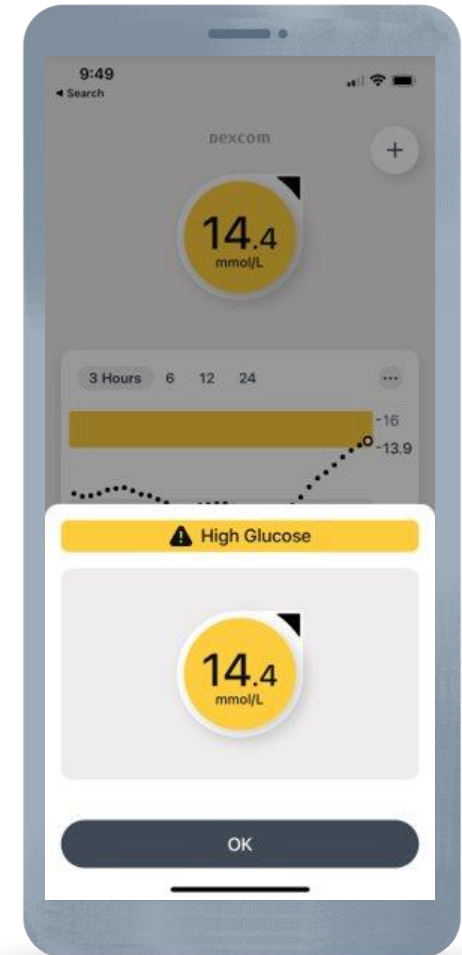 9:49
◀ Search
Dexcom
+
14.4
mmol/L
3 Hours 6 12 24 ...
-16
-13.9
High Glucose
14.4
mmol/L
OK